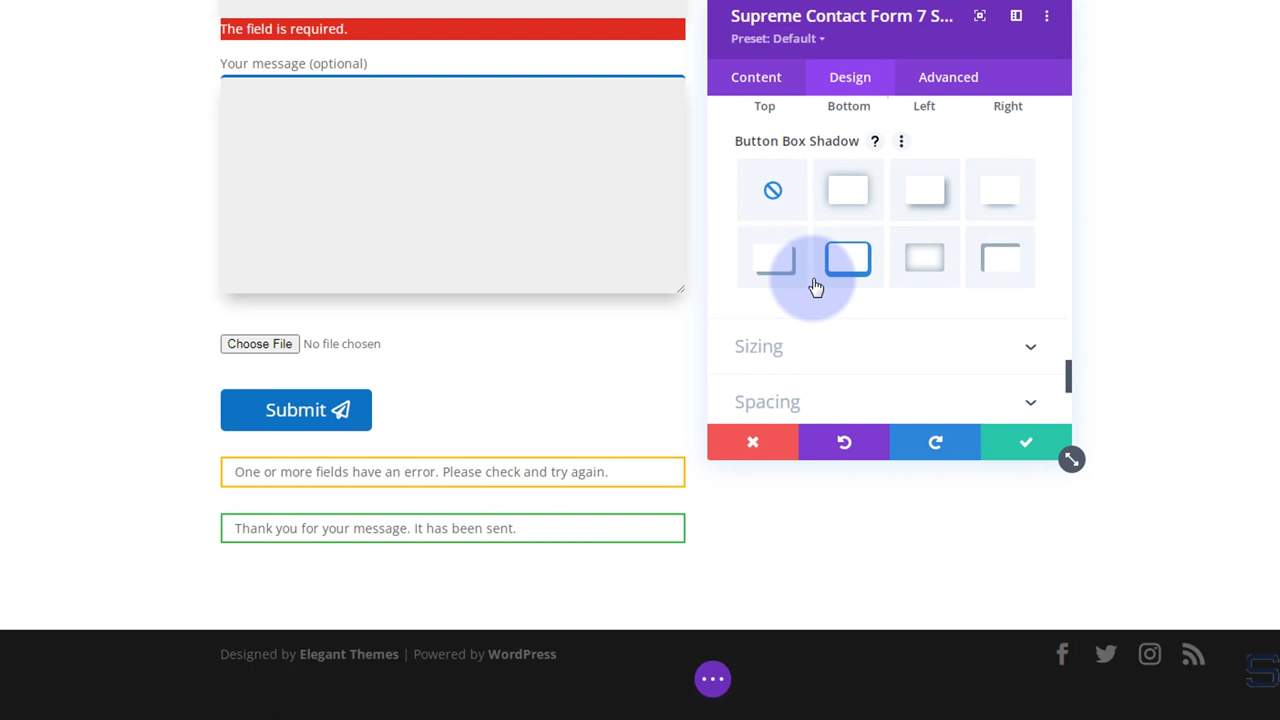 The field is required.
Your message (optional)
Choose File No file chosen
Submit
One or more fields have an error. Please check and try again.
Thank you for your message. It has been sent.
Supreme Contact Form 7 S...
Preset: Default
Content Design Advanced
Top Bottom Left Right
Button Box Shadow ?
Sizing
Spacing
Designed by Elegant Themes | Powered by WordPress